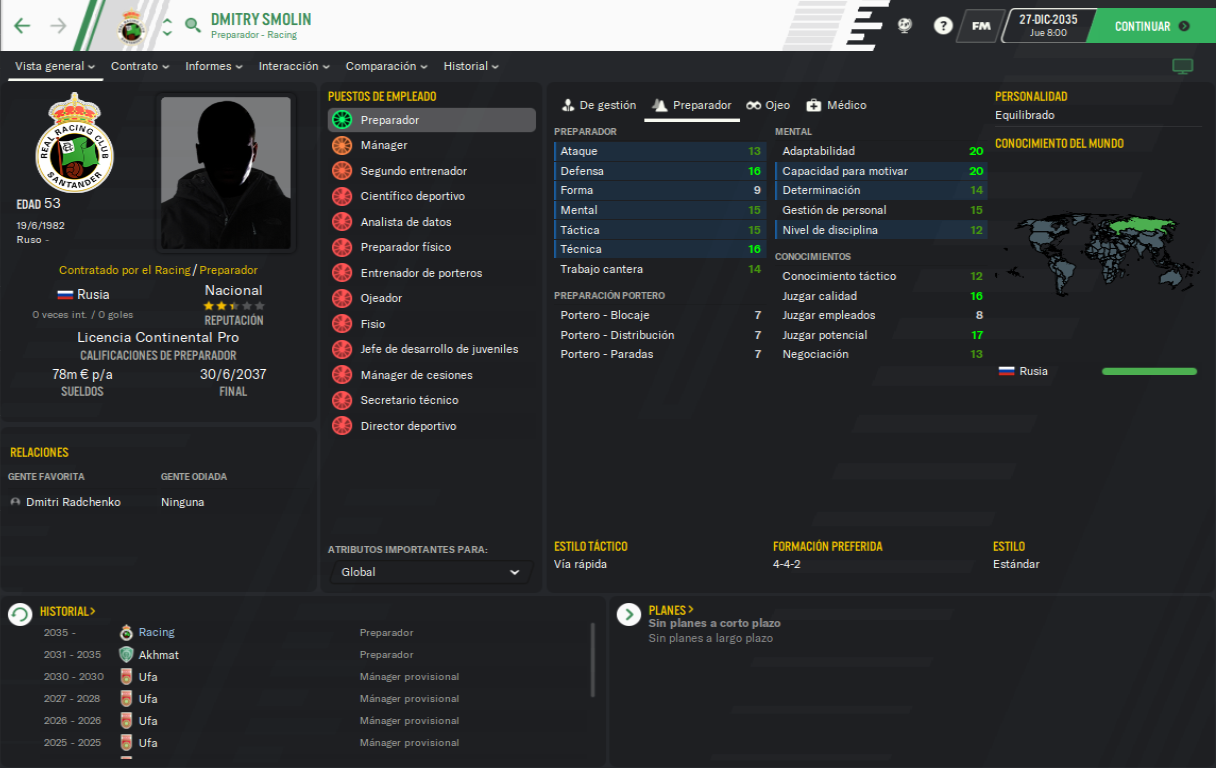 DMITRY SMOLIN
Preparador - Racing
?
FM
27-DIC-2035
Jue 8:00
CONTINUAR
Vista general
Contrato
Informes
Interacción
Comparación
Historial
REAL RACING CLUB
SANTANDER
EDAD 53
19/6/1982
Ruso -
Contratado por el Racing / Preparador
Rusia
0 veces int. / 0 goles
Nacional
REPUTACIÓN
Licencia Continental Pro
CALIFICACIONES DE PREPARADOR
78m € p/a
SUELDOS
30/6/2037
FINAL
RELACIONES
GENTE FAVORITA
GENTE ODIADA
Dmitri Radchenko
Ninguna
PUESTOS DE EMPLEADO
Preparador
Mánager
Segundo entrenador
Científico deportivo
Analista de datos
Preparador físico
Entrenador de porteros
Ojeador
Fisio
Jefe de desarrollo de juveniles
Mánager de cesiones
Secretario técnico
Director deportivo
ATRIBUTOS IMPORTANTES PARA:
Global
De gestión
Preparador
Ojeo
Médico
PREPARADOR
Ataque 13
Defensa 16
Forma 9
Mental 15
Táctica 15
Técnica 16
Trabajo cantera 14
PREPARACIÓN PORTERO
Portero - Blocaje 7
Portero - Distribución 7
Portero - Paradas 7
MENTAL
Adaptabilidad 20
Capacidad para motivar 20
Determinación 14
Gestión de personal 15
Nivel de disciplina 12
CONOCIMIENTOS
Conocimiento táctico 12
Juzgar calidad 16
Juzgar empleados 8
Juzgar potencial 17
Negociación 13
PERSONALIDAD
Equilibrado
CONOCIMIENTO DEL MUNDO
Rusia
ESTILO TÁCTICO
Vía rápida
FORMACIÓN PREFERIDA
4-4-2
ESTILO
Estándar
HISTORIAL >
2035 - Racing Preparador
2031 - 2035 Akhmat Preparador
2030 - 2030 Ufa Mánager provisional
2027 - 2028 Ufa Mánager provisional
2026 - 2026 Ufa Mánager provisional
2025 - 2025 Ufa Mánager provisional
PLANES >
Sin planes a corto plazo
Sin planes a largo plazo